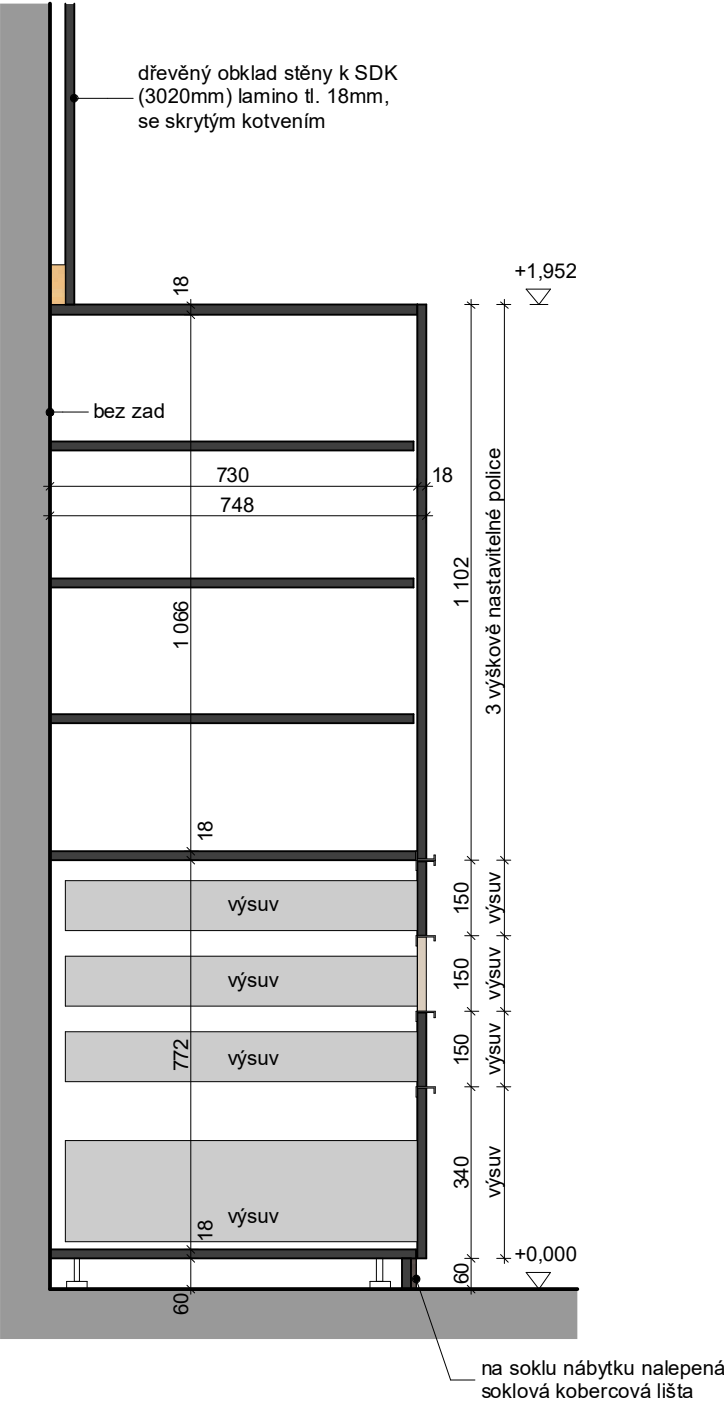 dřevěný obklad stěny k SDK
(3020mm) lamino tl. 18mm,
se skrytým kotvením
+1,952
18
bez zad
730
18
748
1 102
3 výškově nastavitelné police
1 066
18
výsuv
150
výsuv
výsuv
150
výsuv
výsuv
150
výsuv
772
340
výsuv
výsuv
18
+0,000
60
60
na soklu nábytku nalepená
soklová kobercová lišta